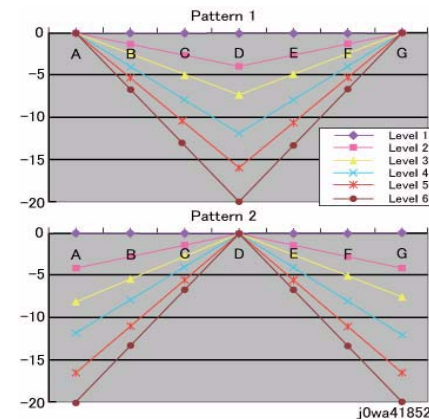 Pattern 1
0
A B C D E F G
-5
-10
Level 1
Level 2
-15
Level 3
Level 4
Level 5
Level 6
-20
Pattern 2
0
A B C D E F G
-5
-10
-15
-20
j0wa41852